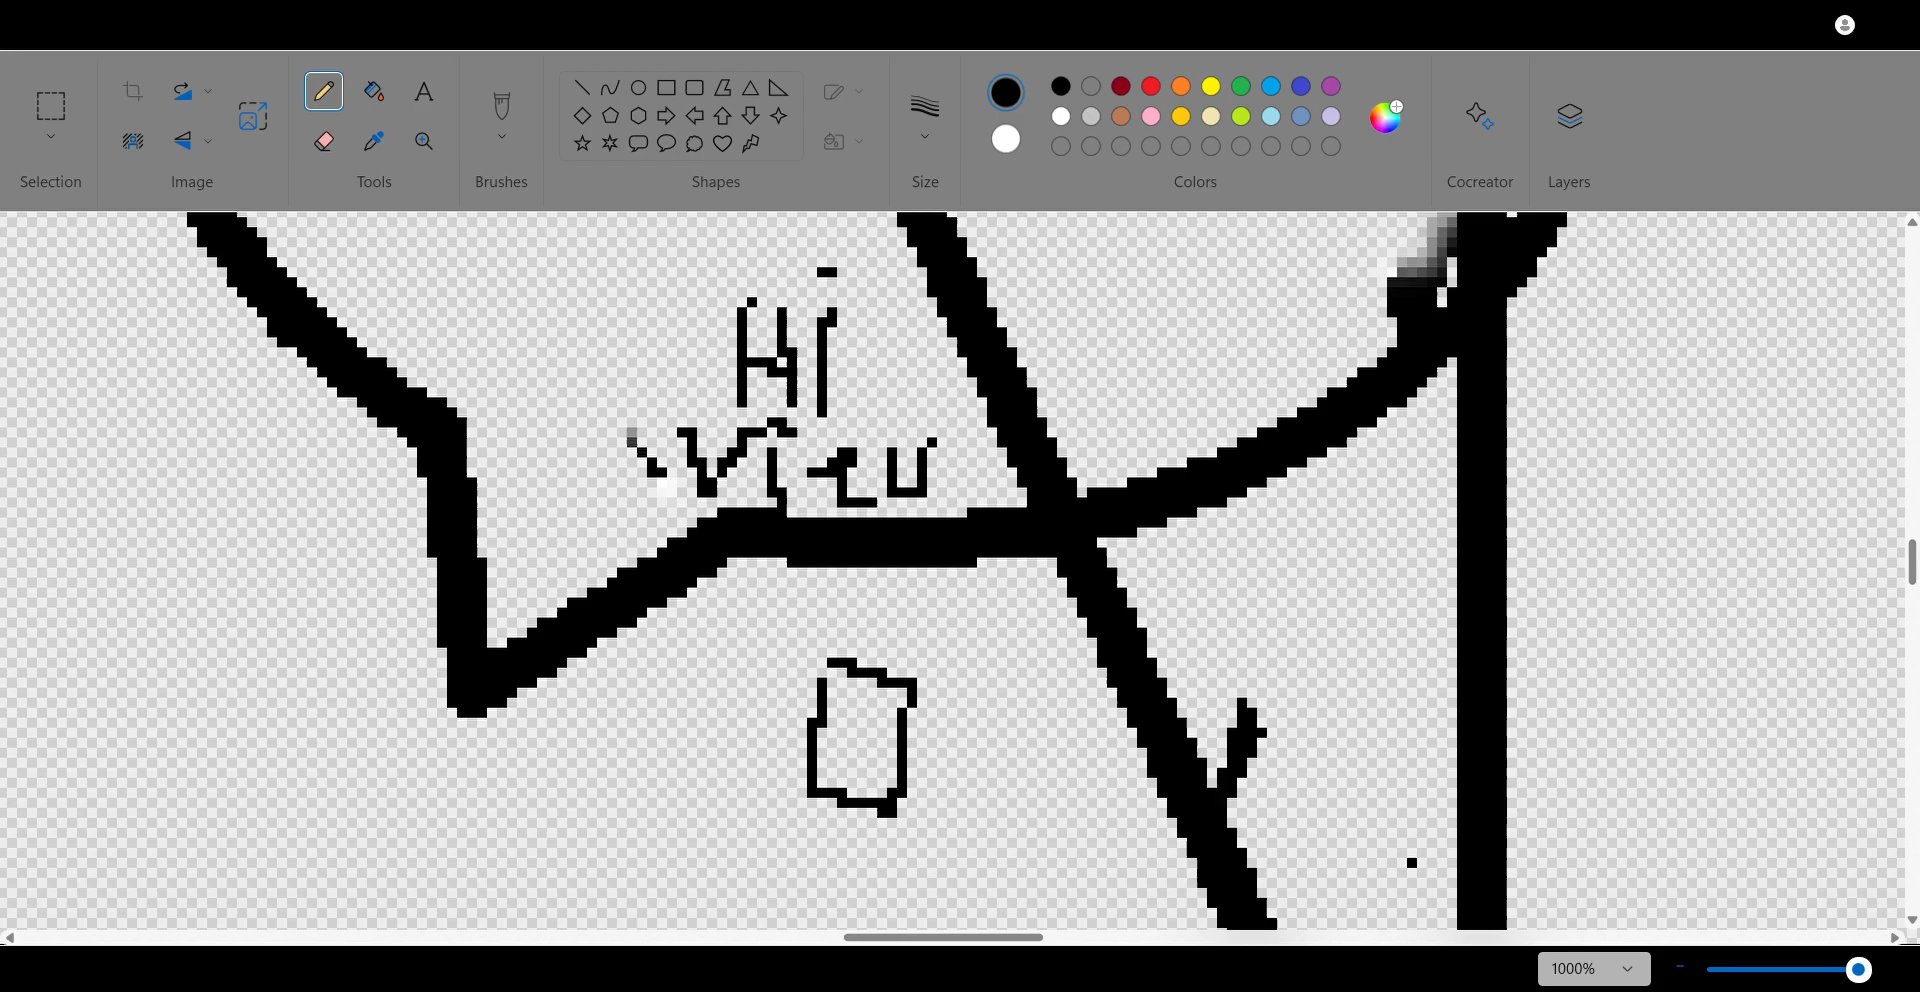 Selection
Image
Tools
Brushes
Shapes
Size
Colors
Cocreator
Layers
HI
1000%